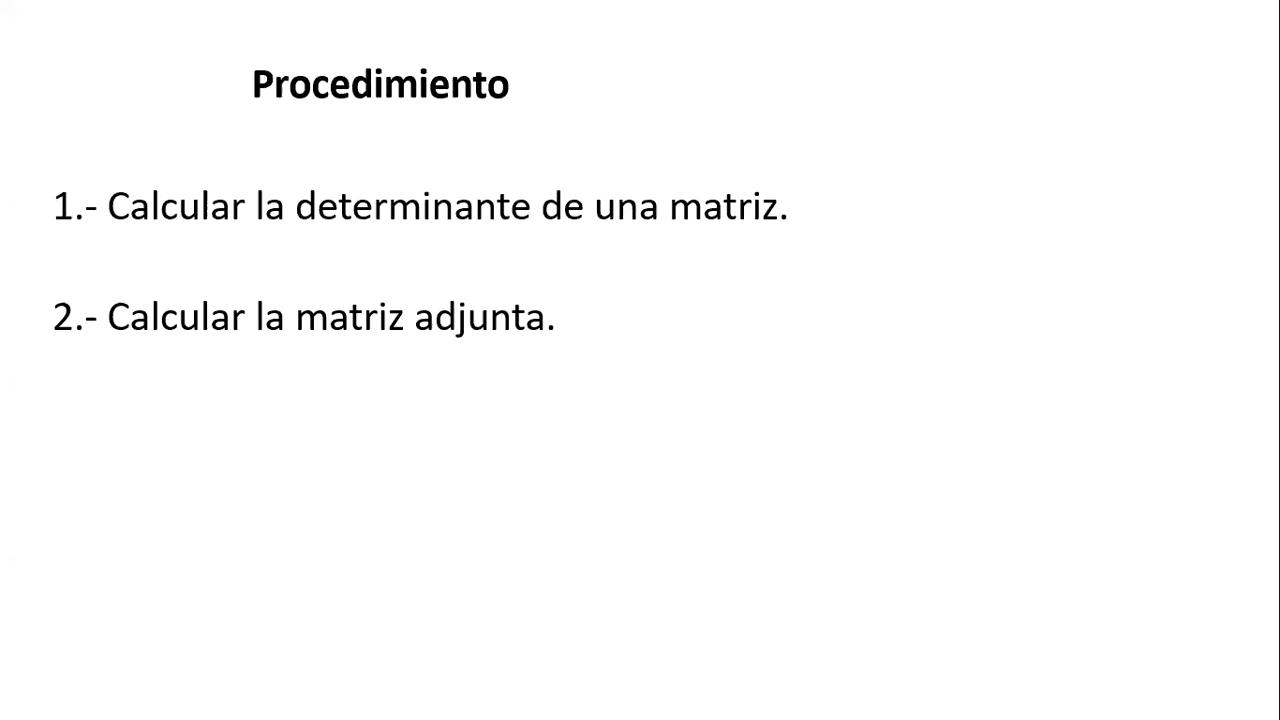 Procedimiento
1.- Calcular la determinante de una matriz.
2.- Calcular la matriz adjunta.